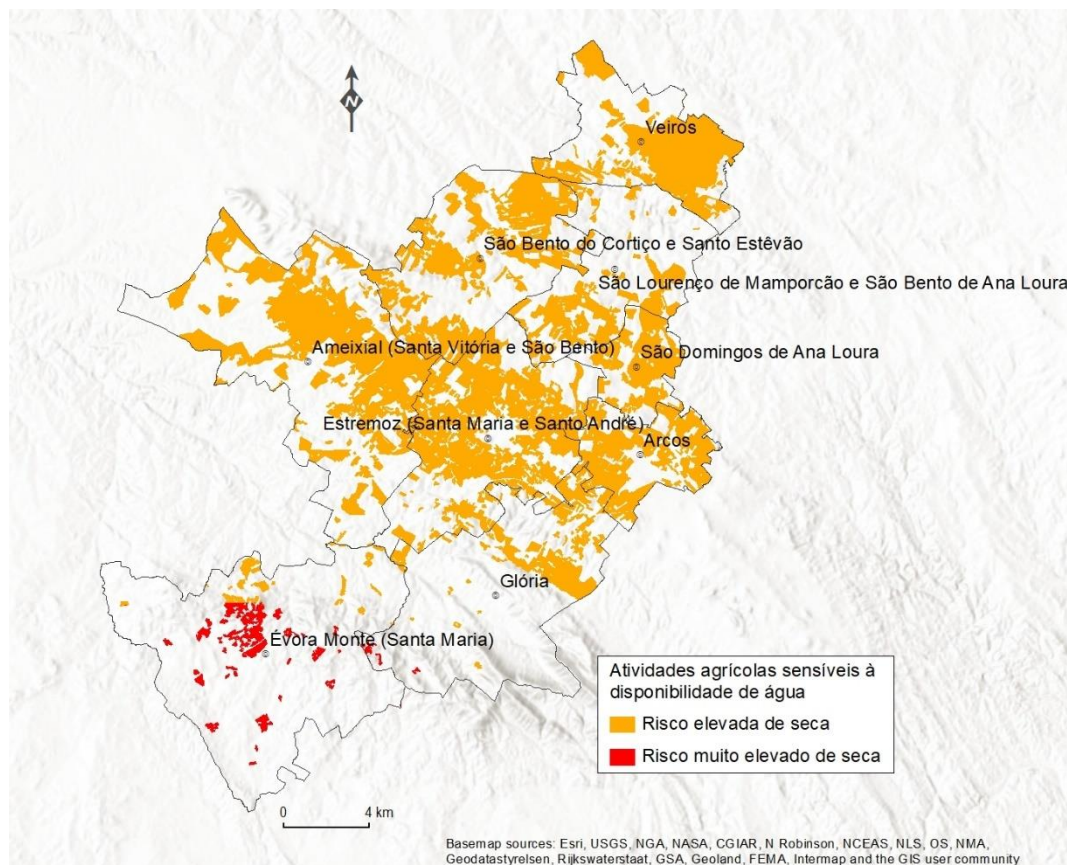 N
Veiros
São Bento do Cortiço e Santo Estêvão
São Lourenço de Mamporcão e São Bento de Ana Loura
Ameixial (Santa Vitória e São Bento)
São Domingos de Ana Loura
Estremoz (Santa Maria e Santo André)
Arcos
Glória
Évora Monte (Santa Maria)
Atividades agrícolas sensíveis à
disponibilidade de água
Risco elevada de seca
Risco muito elevado de seca
0 4 km
Basemap sources: Esri, USGS, NGA, NASA, CGIAR, N Robinson, NCEAS, NLS, OS, NMA,
Geodatastyrelsen, Rijkswaterstaat, GSA, Geoland, FEMA, Intermap and the GIS user community